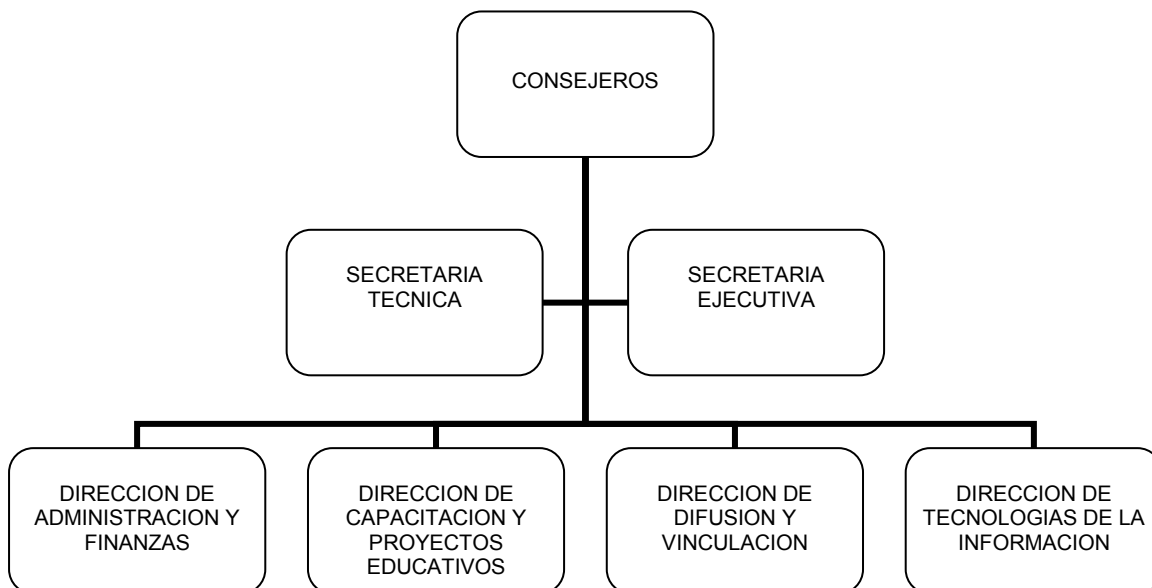 CONSEJEROS
SECRETARIA
TECNICA
SECRETARIA
EJECUTIVA
DIRECCION DE
ADMINISTRACION Y
FINANZAS
DIRECCION DE
CAPACITACION Y
PROYECTOS
EDUCATIVOS
DIRECCION DE
DIFUSION Y
VINCULACION
DIRECCION DE
TECNOLOGIAS DE LA
INFORMACION